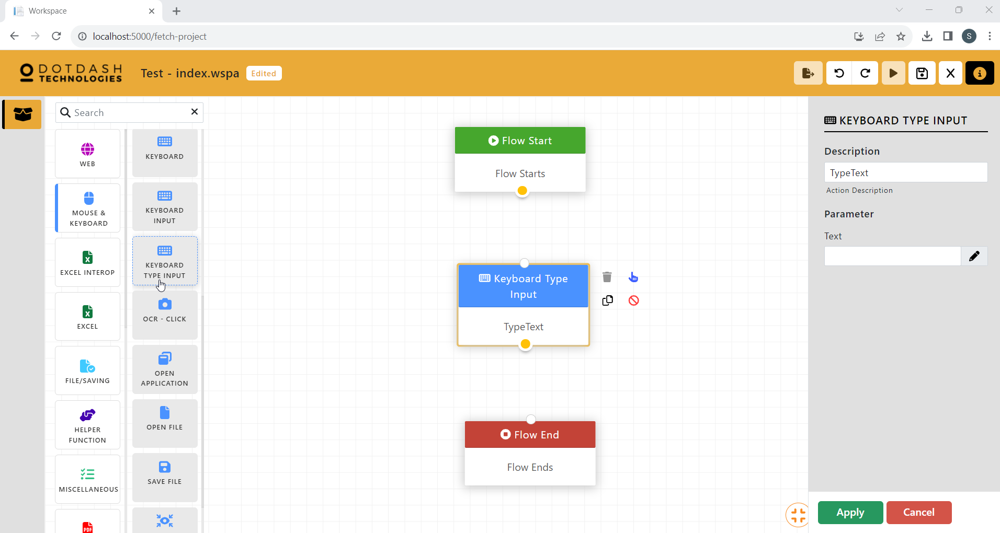 Workspace
localhost:5000/fetch-project
S
DOTDASH
TECHNOLOGIES
Test - index.wspa
Edited
Search
WEB
MOUSE &
KEYBOARD
EXCEL INTEROP
EXCEL
FILE/SAVING
HELPER
FUNCTION
MISCELLANEOUS
PDF
KEYBOARD
KEYBOARD
INPUT
KEYBOARD
TYPE INPUT
OCR - CLICK
OPEN
APPLICATION
OPEN FILE
SAVE FILE
Flow Start
Flow Starts
Keyboard Type
Input
TypeText
Flow End
Flow Ends
KEYBOARD TYPE INPUT
Description
TypeText
Action Description
Parameter
Text
Apply
Cancel